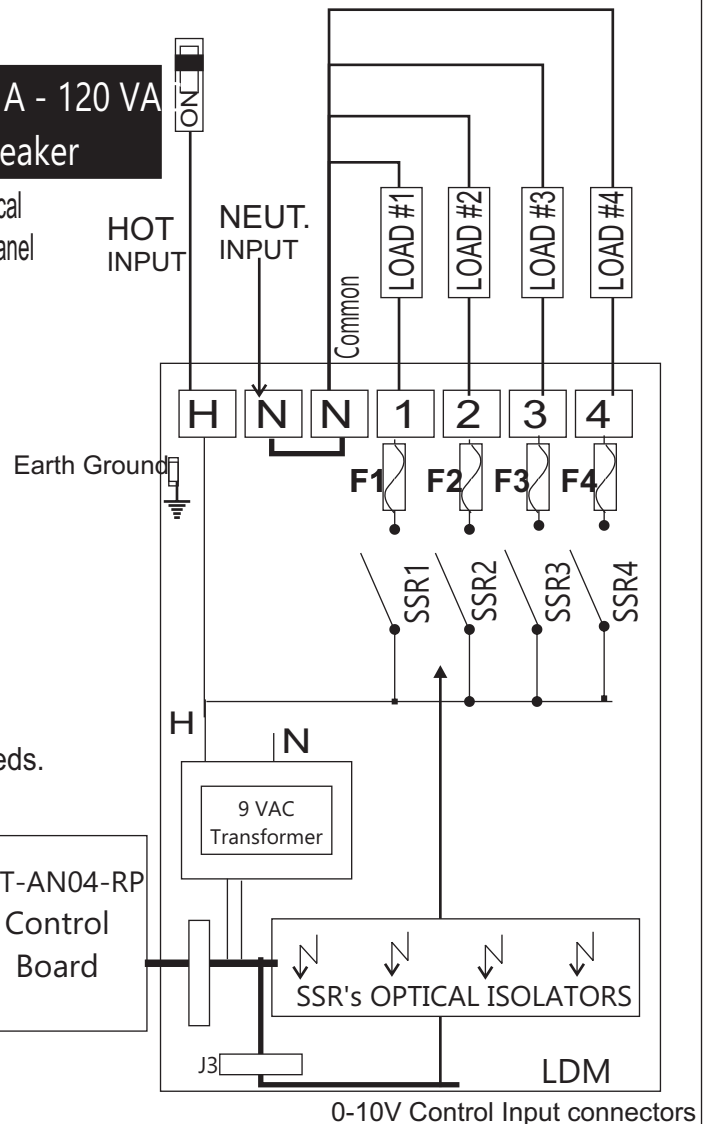 A - 120 VA
eaker
cal
anel
ON
HOT
INPUT
NEUT.
INPUT
Common
LOAD #1
LOAD #2
LOAD #3
LOAD #4
H
N
N
1
2
3
4
Earth Ground
F1
F2
F3
F4
SSR1
SSR2
SSR3
SSR4
H
N
eds.
9 VAC
Transformer
T-AN04-RP
Control
Board
SSR's OPTICAL ISOLATORS
J3
LDM
0-10V Control Input connectors